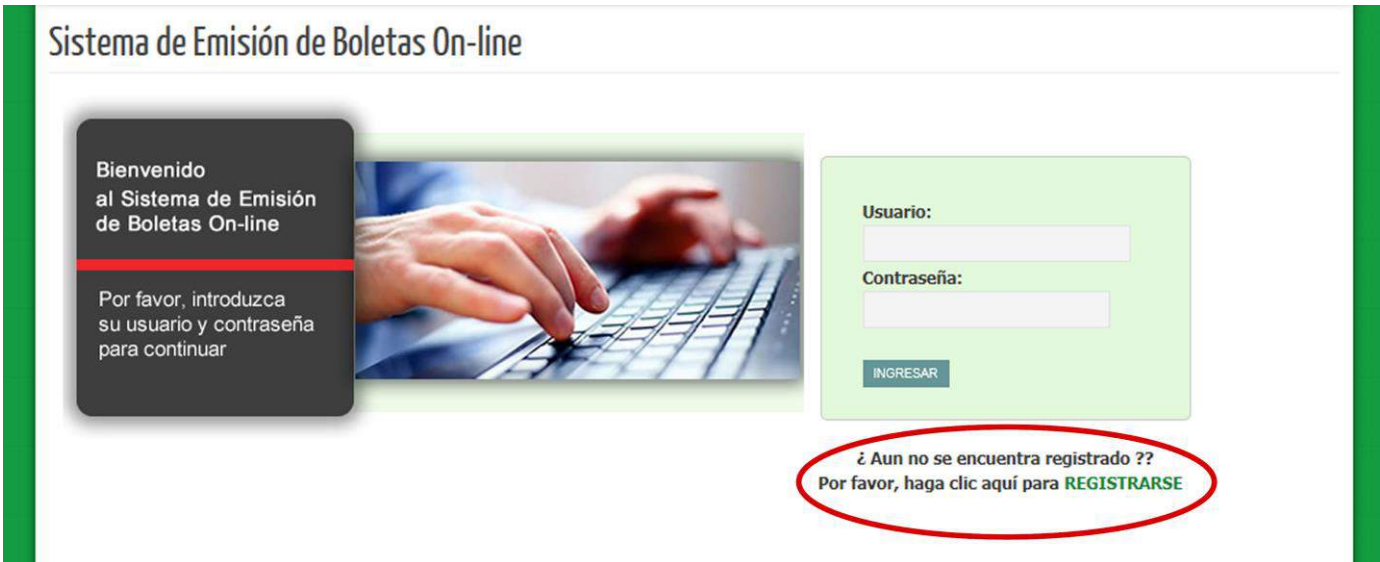 Sistema de Emisión de Boletas On-line
Bienvenido
al Sistema de Emisión
de Boletas On-line
Por favor, introduzca
su usuario y contraseña
para continuar
Usuario:
Contraseña:
INGRESAR
¿ Aun no se encuentra registrado ??
Por favor, haga clic aquí para REGISTRARSE